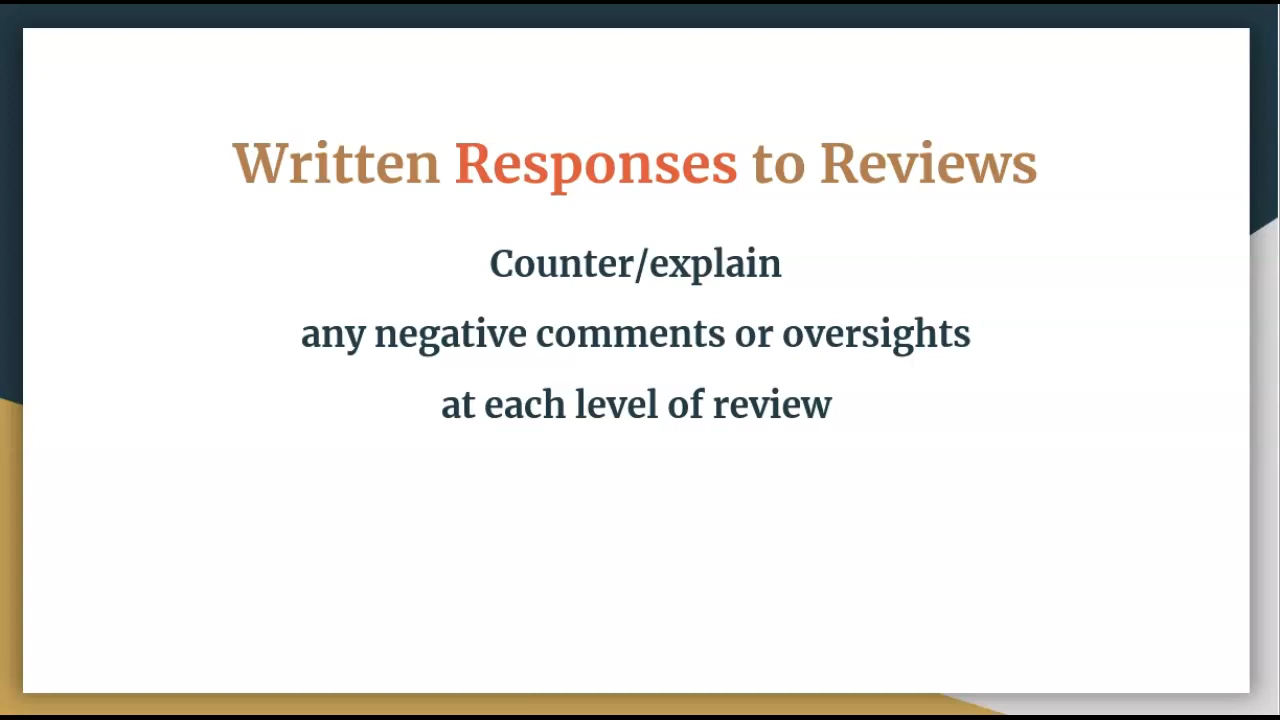 Written Responses to Reviews
Counter/explain
any negative comments or oversights
at each level of review